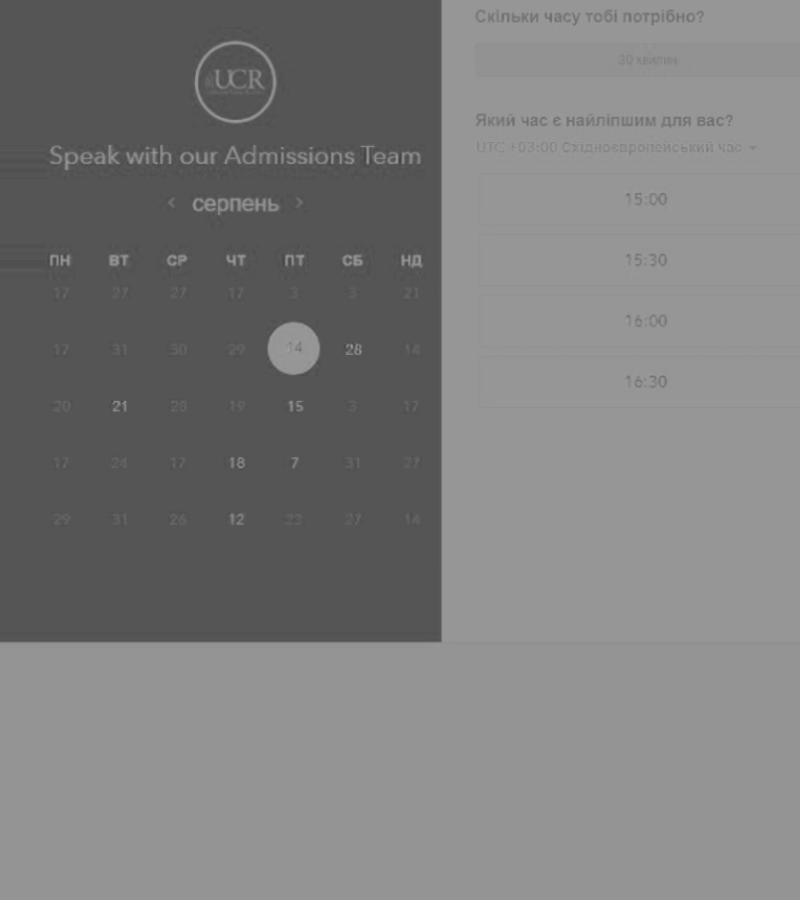 UCR
Speak with our Admissions Team
‹ серпень ›
ПН ВТ СР ЧТ ПТ СБ НД
17 27 27 17 3 3 21
17 31 30 29 14 28 14
20 21 28 19 15 3 17
17 24 17 18 7 31 27
29 31 26 12 23 27 14
Скільки часу тобі потрібно?
30 хвилин
Який час є найліпшим для вас?
UTC +03:00 Східноєвропейський час
15:00
15:30
16:00
16:30